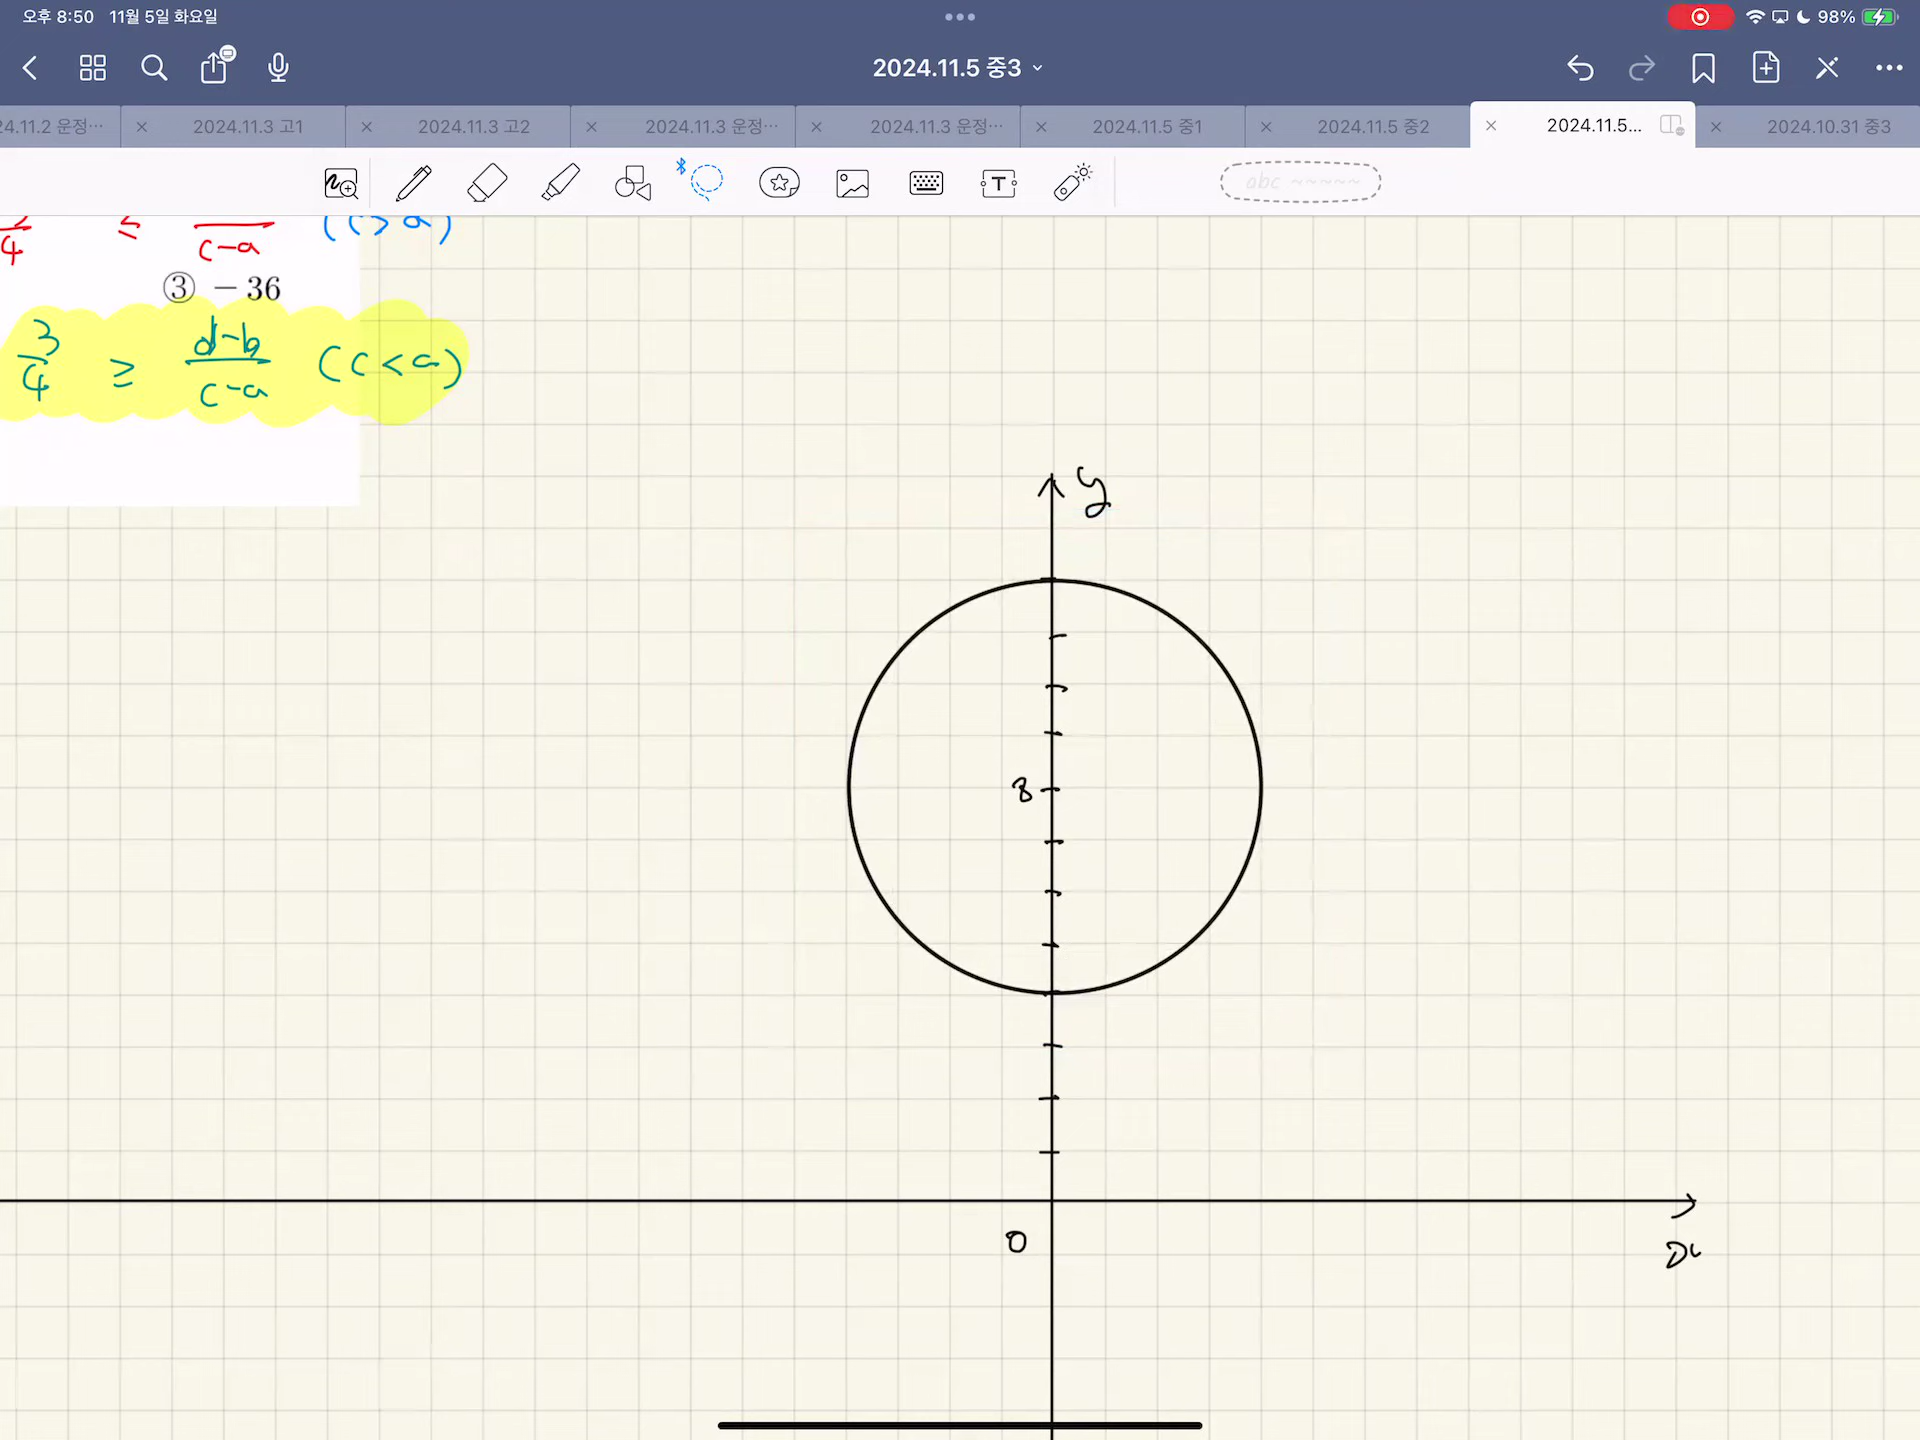 오후 8:50 11월 5일 화요일
98%
2024.11.5 중3
24.11.2 운정…
2024.11.3 고1
2024.11.3 고2
2024.11.3 운정…
2024.11.3 운정…
2024.11.5 중1
2024.11.5 중2
2024.11.5...
2024.10.31 중3
T
abc ~~~~~
4 ≤ c-a (c>a)
③ -36
3/4 ≥ d-b/c-a (c<a)
y
8
0
x